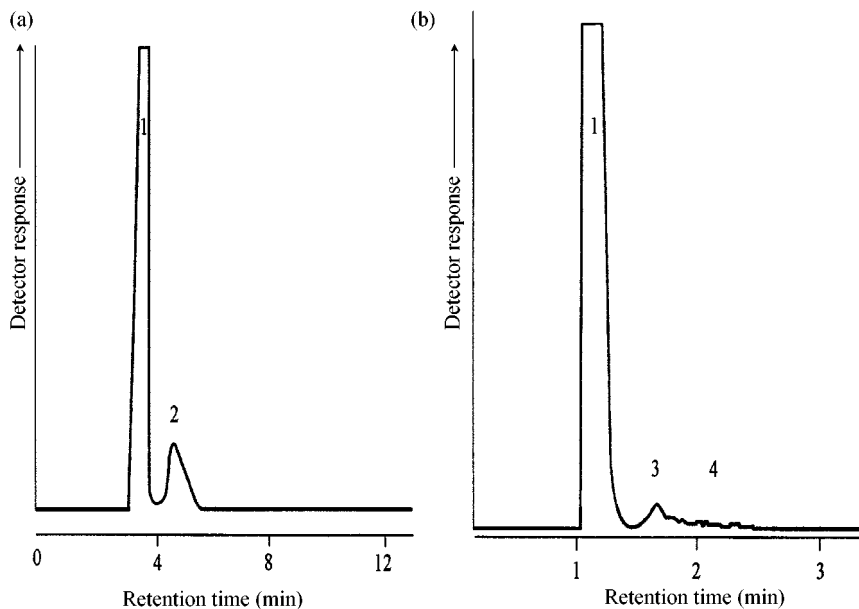 (a)
Detector response
1
2
0 4 8 12
Retention time (min)
(b)
Detector response
1
3 4
1 2 3
Retention time (min)